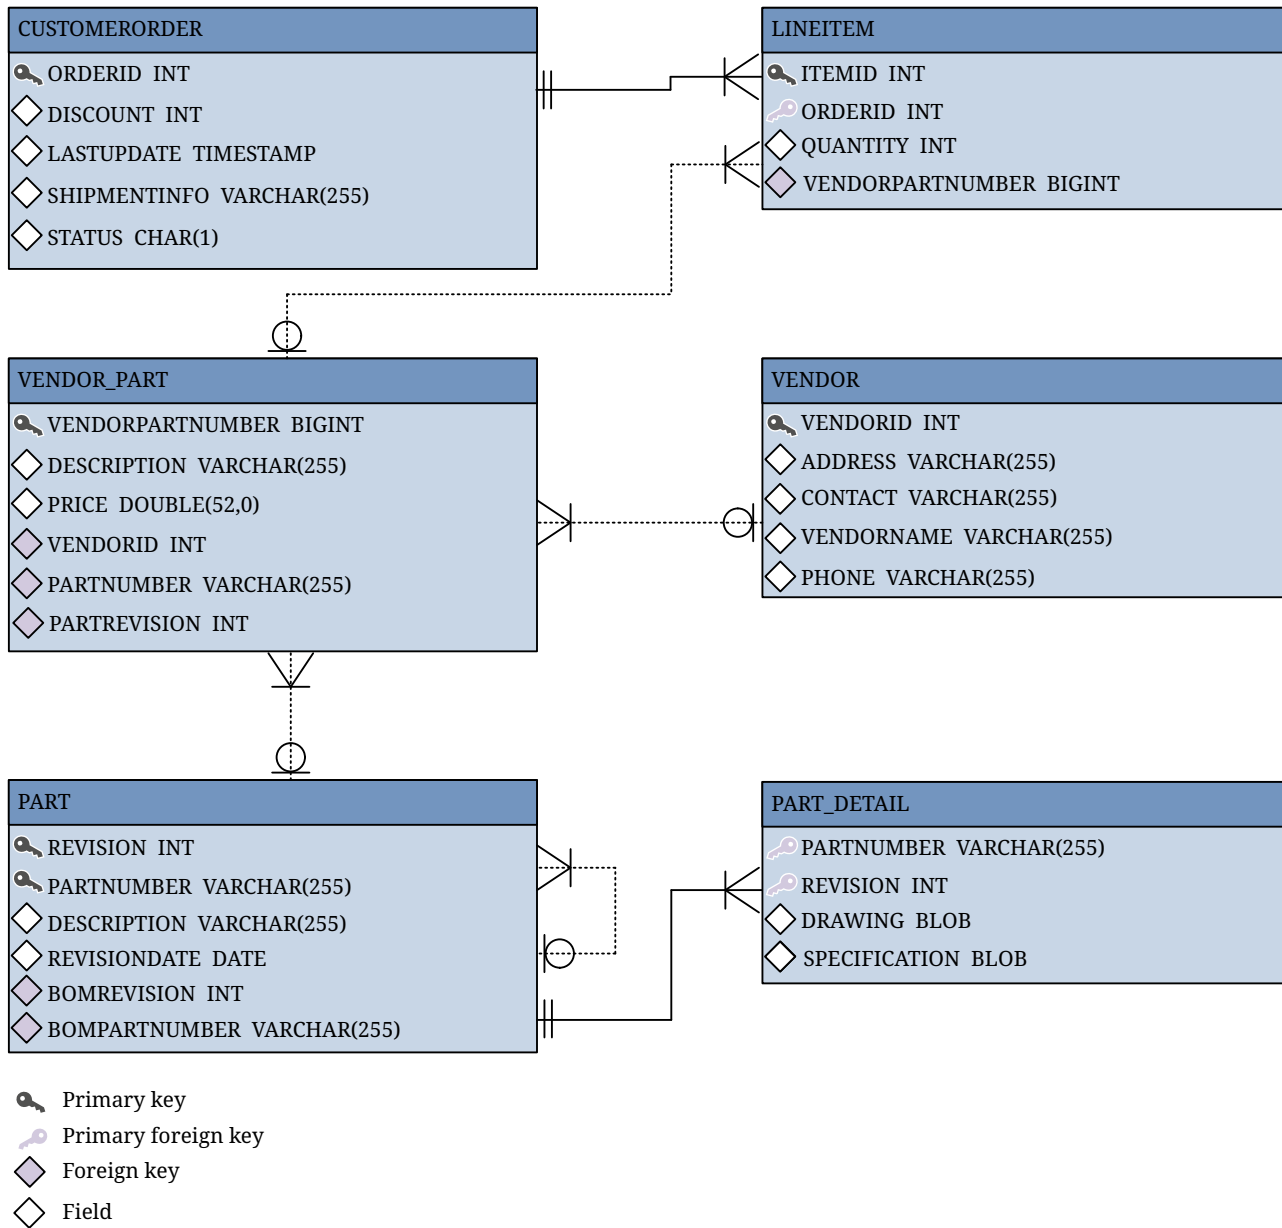 CUSTOMERORDER
ORDERID INT
DISCOUNT INT
LASTUPDATE TIMESTAMP
SHIPMENTINFO VARCHAR(255)
STATUS CHAR(1)
LINEITEM
ITEMID INT
ORDERID INT
QUANTITY INT
VENDORPARTNUMBER BIGINT
VENDOR_PART
VENDORPARTNUMBER BIGINT
DESCRIPTION VARCHAR(255)
PRICE DOUBLE(52,0)
VENDORID INT
PARTNUMBER VARCHAR(255)
PARTREVISION INT
VENDOR
VENDORID INT
ADDRESS VARCHAR(255)
CONTACT VARCHAR(255)
VENDORNAME VARCHAR(255)
PHONE VARCHAR(255)
PART
REVISION INT
PARTNUMBER VARCHAR(255)
DESCRIPTION VARCHAR(255)
REVISIONDATE DATE
BOMREVISION INT
BOMPARTNUMBER VARCHAR(255)
PART_DETAIL
PARTNUMBER VARCHAR(255)
REVISION INT
DRAWING BLOB
SPECIFICATION BLOB
Primary key
Primary foreign key
Foreign key
Field